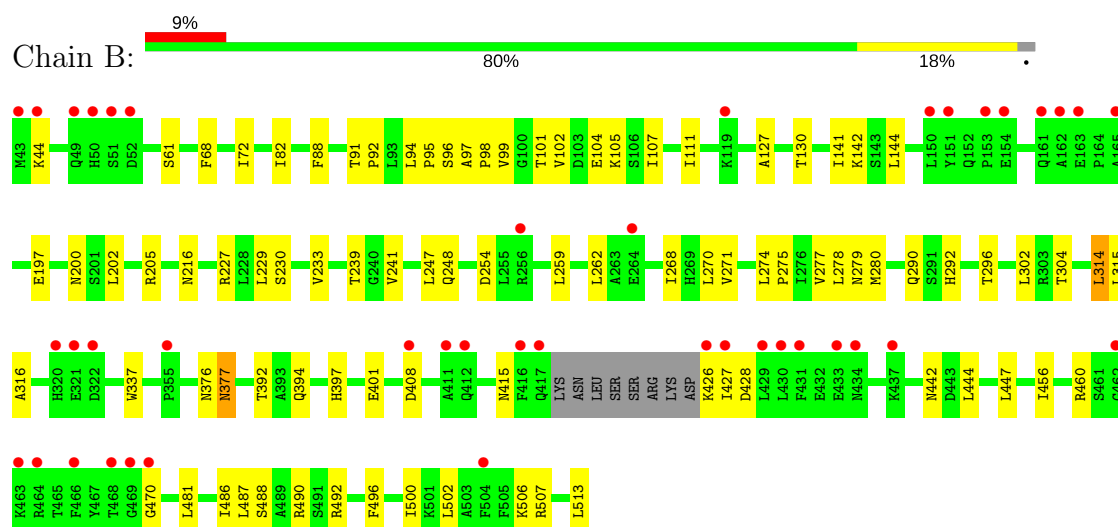 9%
Chain B:
80%
18%
•
M43 K44 Q49 H50 S51 D52 S61 F68 I72 I82 F88 T91 P92 L93 L94 P95 S96 A97 P98 V99 G100 T101 V102 D103 E104 K105 S106 I107 I111 K119 A127 T130 I141 K142 S143 L144 L150 Y151 Q152 P153 E154 Q161 A162 E163 P164 A165
E197 N200 S201 L202 R205 N216 R227 L228 L229 S230 V233 T239 G240 V241 L247 Q248 D254 L255 R256 L259 L262 A263 E264 I268 H269 L270 V271 L274 P275 I276 V277 L278 N279 M280 Q290 S291 H292 T296 L302 R303 T304 L314 L315
A316 H320 E321 D322 W337 P355 N376 N377 T392 A393 Q394 H397 E401 D408 A411 Q412 N415 F416 Q417 LYS ASN LEU SER SER ARG LYS ASP K426 I427 D428 L429 L430 F431 E432 E433 N434 K437 N442 D443 L444 L447 I456 R460 S461 G462
K463 R464 T465 F466 Y467 T468 G469 G470 L481 I486 L487 S488 A489 R490 S491 R492 F496 I500 K501 L502 A503 F504 F505 K506 R507 L513